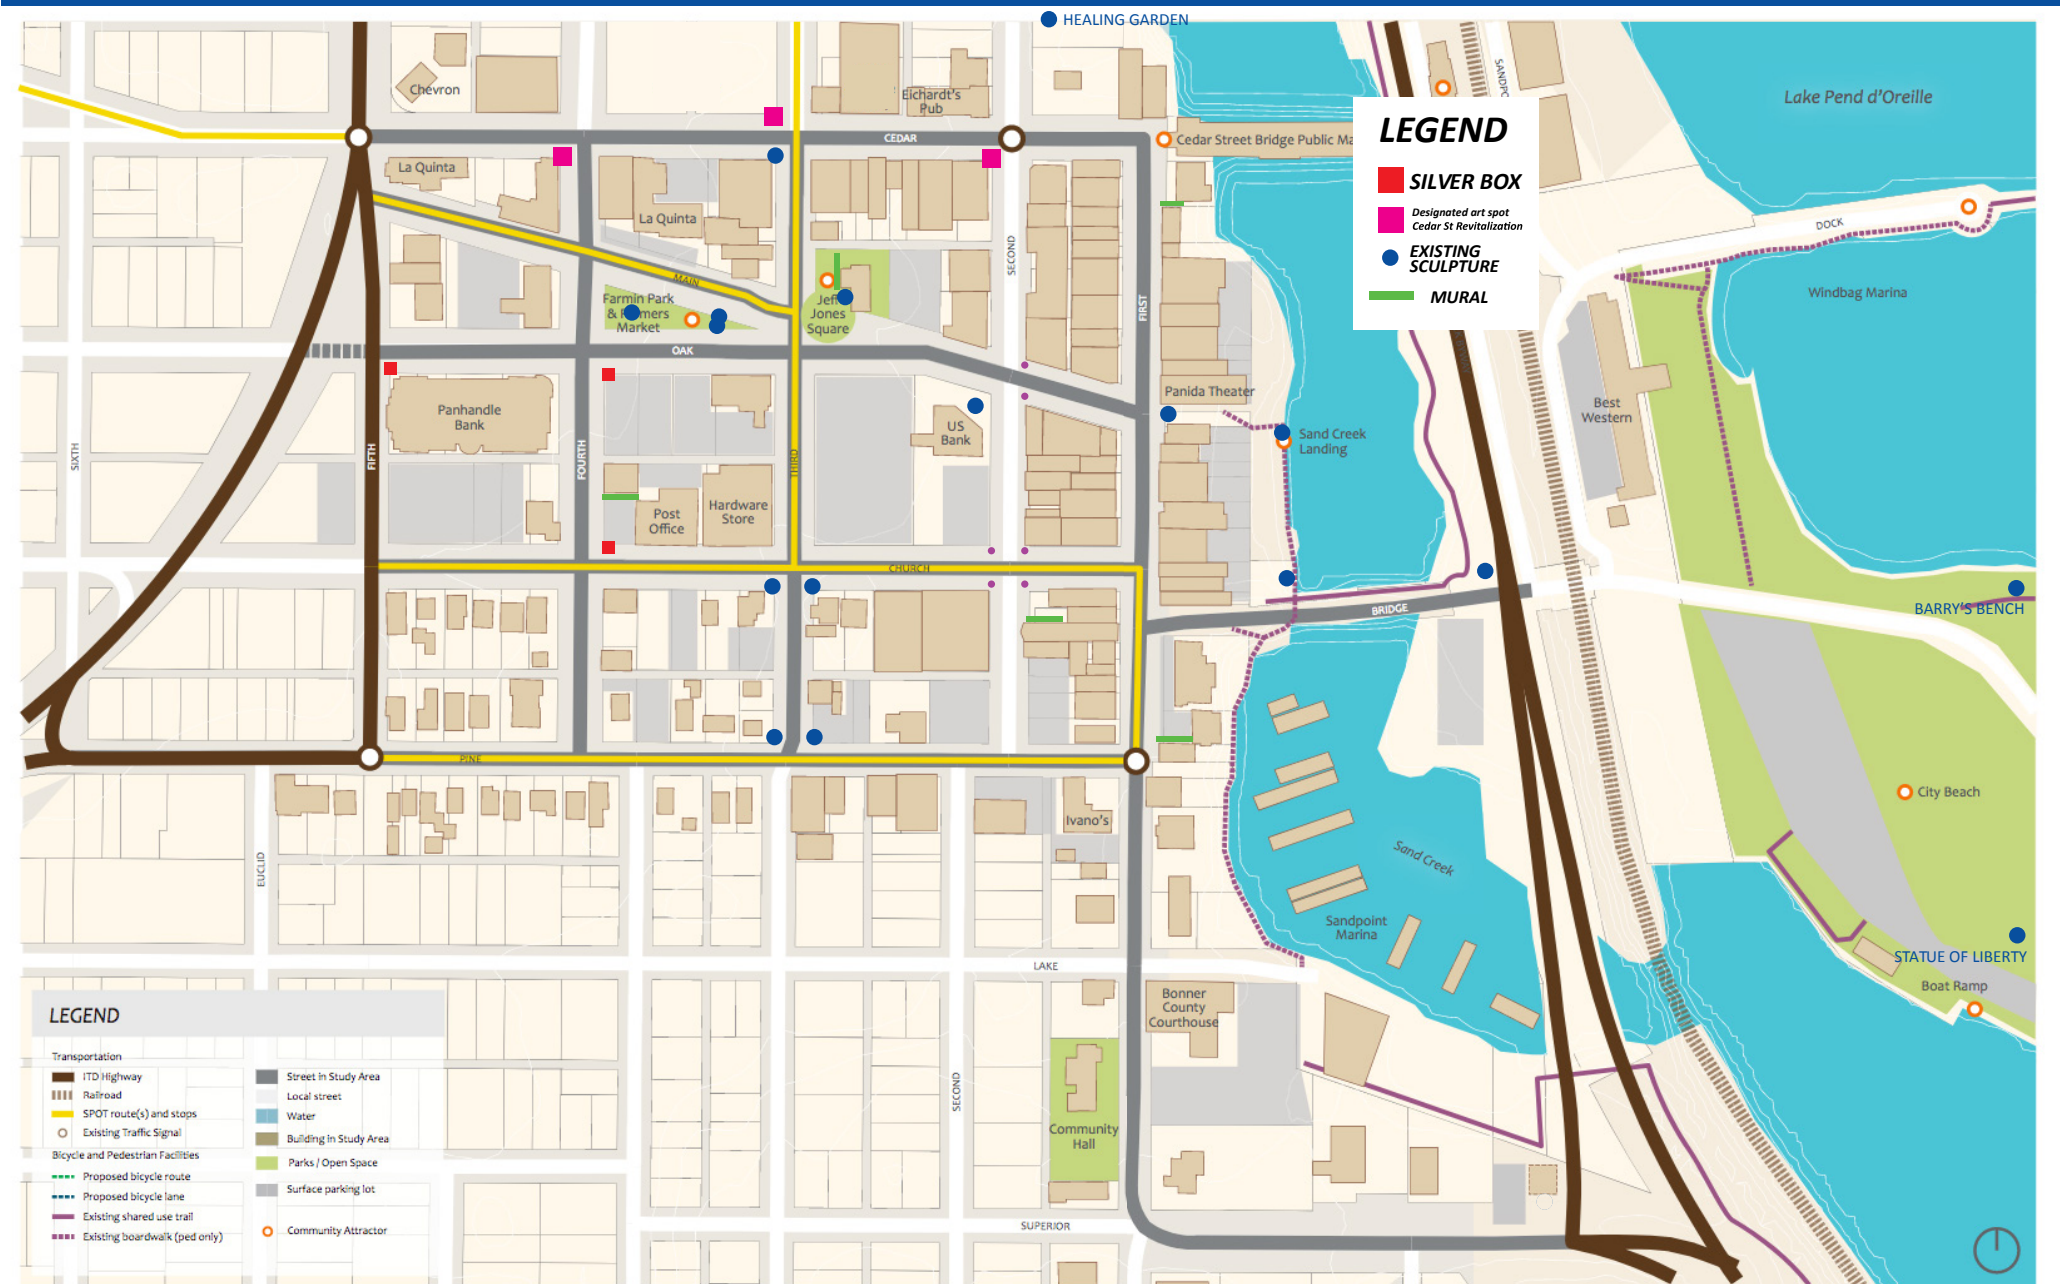 HEALING GARDEN
Chevron
Eichardt's
Pub
SANDPO
Lake Pend d'Oreille
CEDAR
Cedar Street Bridge Public Ma
LEGEND
SILVER BOX
Designated art spot
Cedar St Revitalization
EXISTING
SCULPTURE
MURAL
La Quinta
La Quinta
SECOND
DOCK
MAIN
Farmin Park
& F mers
Market
Jeff
Jones
Square
FIRST
Windbag Marina
OAK
Panida Theater
Panhandle
Bank
US
Bank
Best
Western
Sand Creek
Landing
SIXTH
FIFTH
FOURTH
THIRD
Post
Office
Hardware
Store
CHURCH
BRIDGE
BARRY'S BENCH
PINE
City Beach
Ivano's
EUCLID
Sand Creek
Sandpoint
Marina
STATUE OF LIBERTY
LAKE
Boat Ramp
Bonner
County
Courthouse
SECOND
Community
Hall
SUPERIOR
LEGEND
Transportation
ITD Highway
Railroad
SPOT route(s) and stops
Existing Traffic Signal
Bicycle and Pedestrian Facilities
Proposed bicycle route
Proposed bicycle lane
Existing shared use trail
Existing boardwalk (ped only)
Street in Study Area
Local street
Water
Building in Study Area
Parks / Open Space
Surface parking lot
Community Attractor